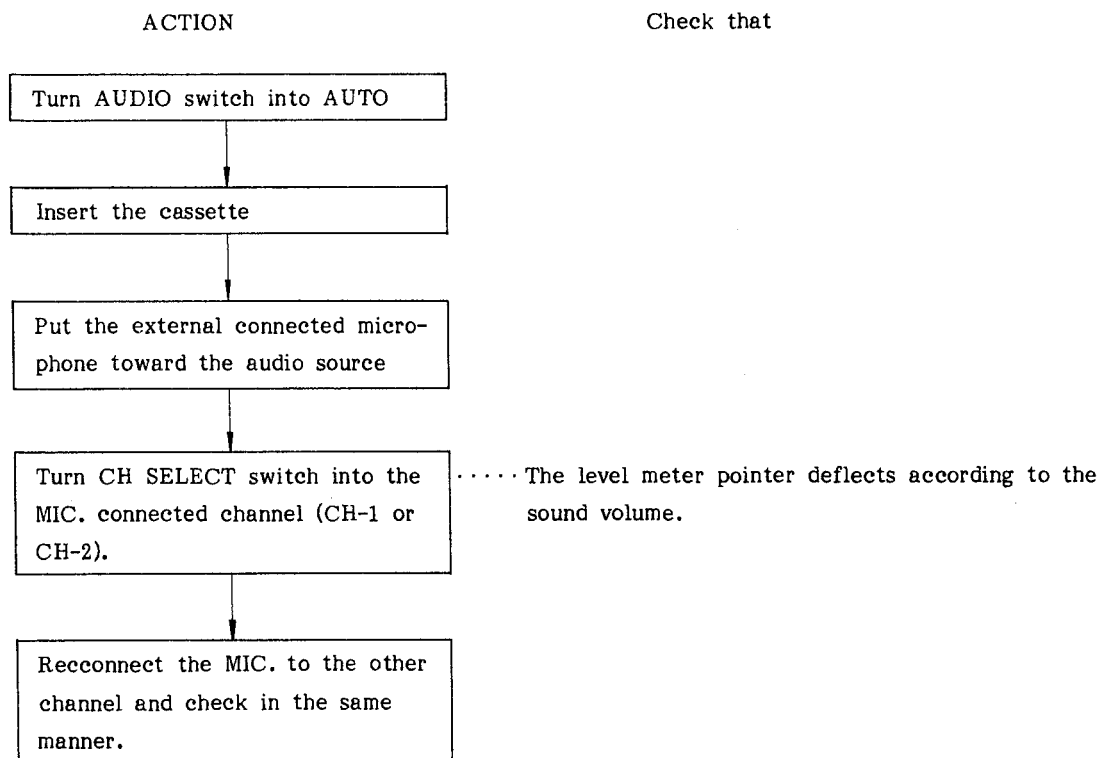 ACTION
Check that
Turn AUDIO switch into AUTO
Insert the cassette
Put the external connected micro-
phone toward the audio source
Turn CH SELECT switch into the
MIC. connected channel (CH-1 or
CH-2).
····· The level meter pointer deflects according to the
sound volume.
Recconnect the MIC. to the other
channel and check in the same
manner.